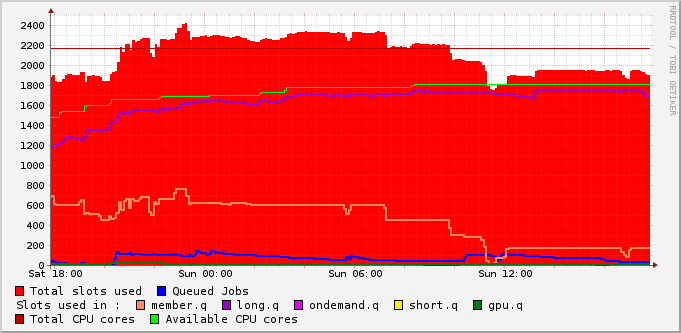 2400
2200
2000
1800
1600
1400
1200
1000
800
600
400
200
0
Sat 18:00 Sun 00:00 Sun 06:00 Sun 12:00
Total slots used Queued Jobs
Slots used in : member.q long.q ondemand.q short.q gpu.q
Total CPU cores Available CPU cores
RRDTOOL / TOBI OETIKER